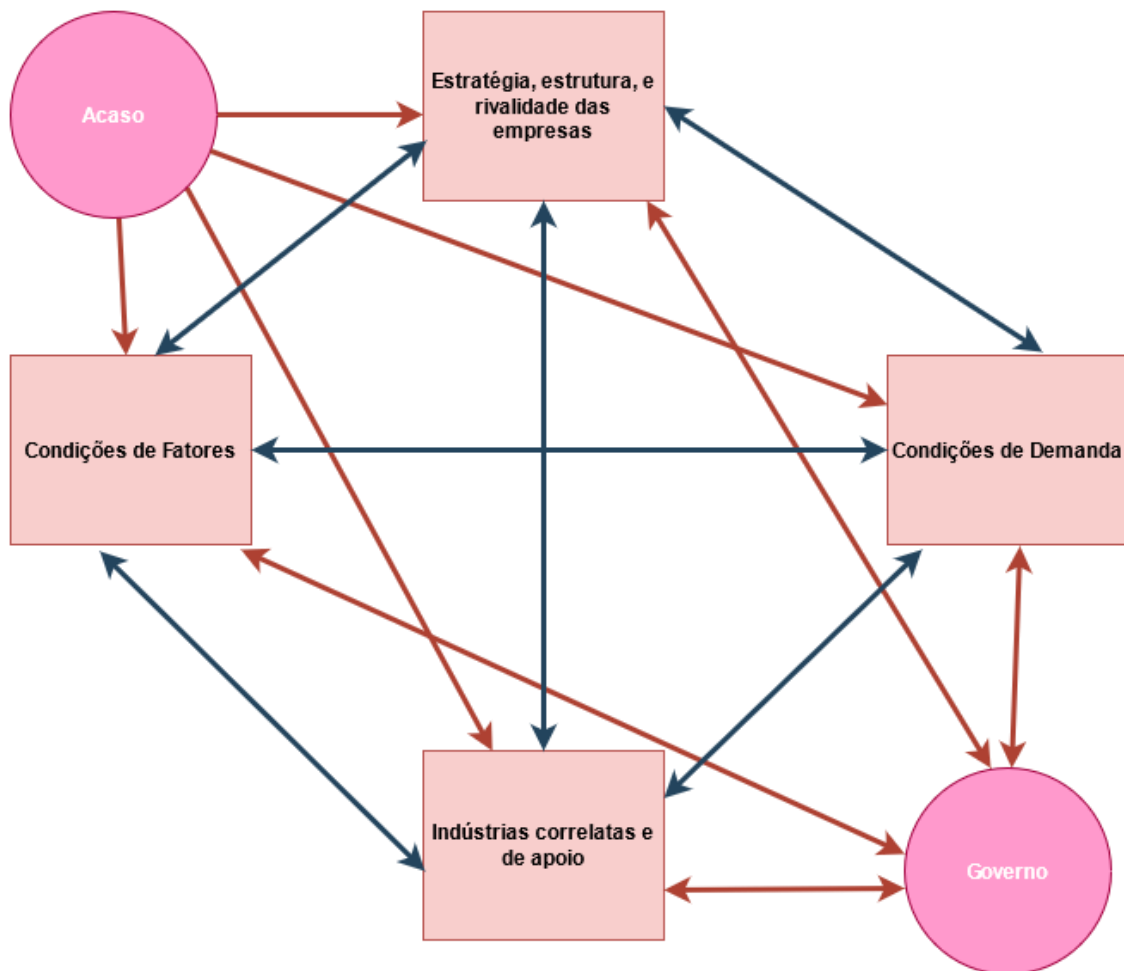 Acaso
Estratégia, estrutura, e
rivalidade das
empresas
Condições de Fatores
Condições de Demanda
Indústrias correlatas e
de apoio
Governo